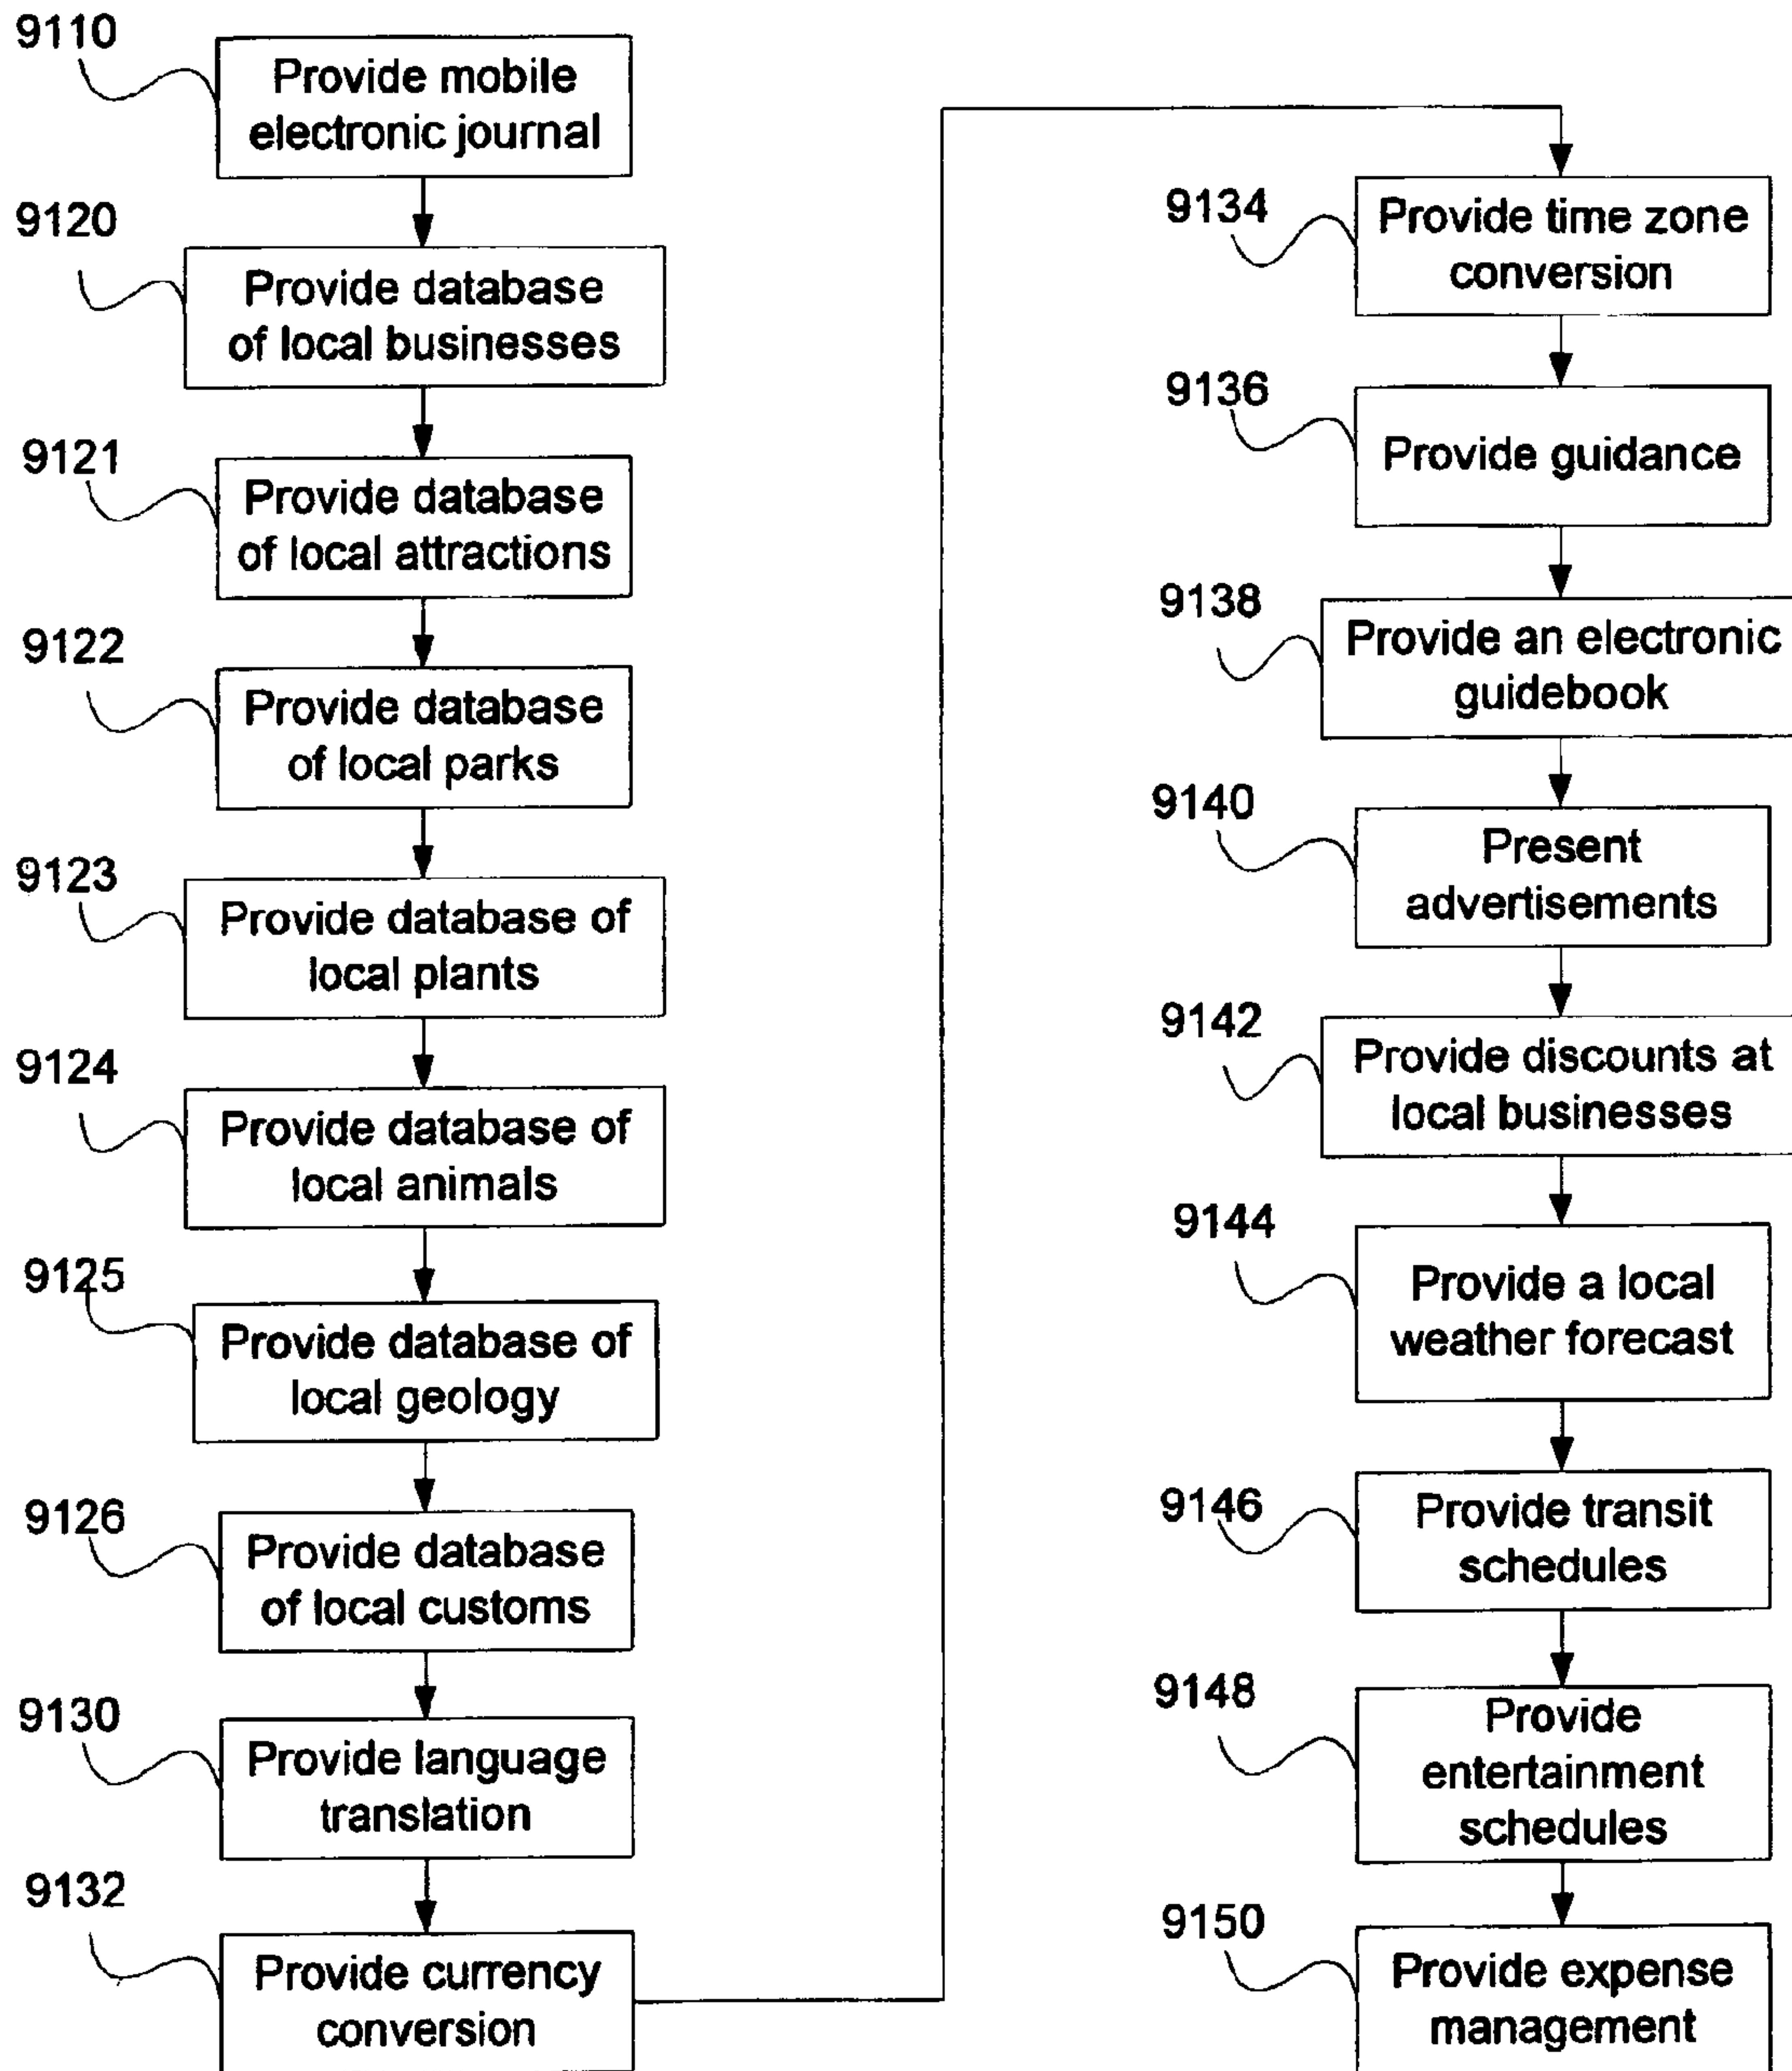 9110
Provide mobile
electronic journal
9120
Provide database
of local businesses
9121
Provide database
of local attractions
9122
Provide database
of local parks
9123
Provide database of
local plants
9124
Provide database of
local animals
9125
Provide database of
local geology
9126
Provide database
of local customs
9130
Provide language
translation
9132
Provide currency
conversion
9134
Provide time zone
conversion
9136
Provide guidance
9138
Provide an electronic
guidebook
9140
Present
advertisements
9142
Provide discounts at
local businesses
9144
Provide a local
weather forecast
9146
Provide transit
schedules
9148
Provide
entertainment
schedules
9150
Provide expense
management